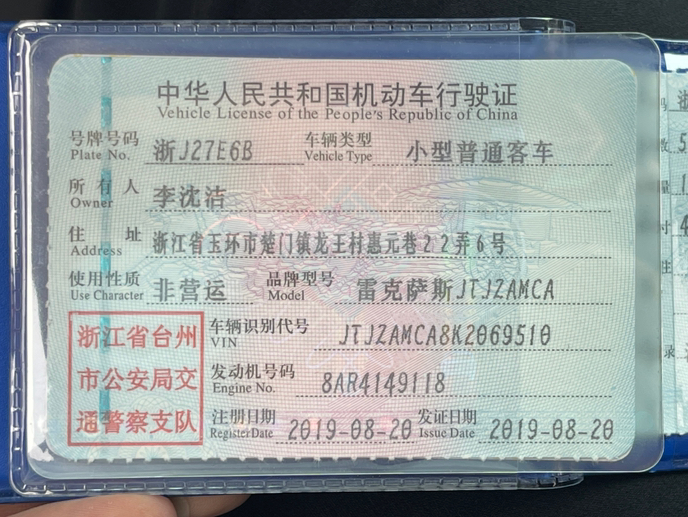 中华人民共和国机动车行驶证
Vehicle License of the People's Republic of China
号牌号码 浙J27E6B 车辆类型 小型普通客车
Plate No. Vehicle Type
所有人 李沈洁
Owner
住址 浙江省玉环市楚门镇龙王村惠元巷22弄6号
Address
使用性质 非营运 品牌型号 雷克萨斯JTJZAMCA
Use Character Model
浙江省台州
市公安局交
通警察支队
车辆识别代号 JTJZAMCA8K2069510
VIN
发动机号码 8AR4149118
Engine No.
注册日期 2019-08-20 发证日期 2019-08-20
Register Date Issue Date